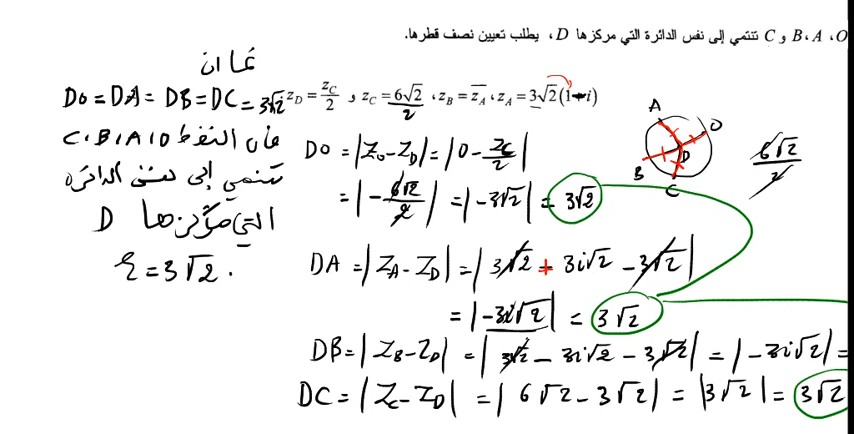 O، A، B و C تنتمي إلى نفس الدائرة التي مركزها D، يطلب تعيين نصف قطرها.
z_D = z_C/2 و z_C = 6√2 ، z_B = z̅_A ، z_A = 3√2(1+i)
2
بما ان
DO = DA = DB = DC = 3√2
فان النقط C، B، A، O
تنتمي إلى نفس الدائرة
التي مركزها D
r = 3√2 .
A
O
D
B
C
6√2/2
DO = |Z_O - Z_D| = |0 - Z_C/2|
= |-6√2/2| = |-3√2| = 3√2
DA = |Z_A - Z_D| = |3√2 + 3i√2 - 3√2|
= |-3i√2| = 3√2
DB = |Z_B - Z_D| = |3√2 - 3i√2 - 3√2| = |-3i√2| =
DC = |Z_C - Z_D| = |6√2 - 3√2| = |3√2| = 3√2